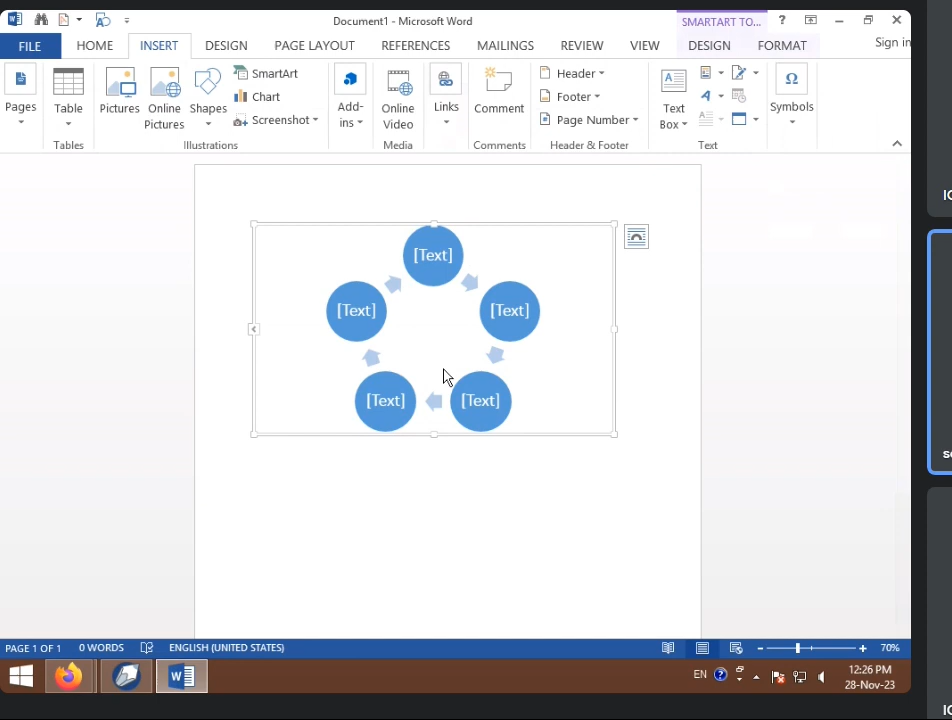 Document1 - Microsoft Word
SMARTART TO...
?
FILE
HOME
INSERT
DESIGN
PAGE LAYOUT
REFERENCES
MAILINGS
REVIEW
VIEW
DESIGN
FORMAT
Sign in
Pages
Table
Tables
Pictures
Online Pictures
Shapes
SmartArt
Chart
Screenshot
Illustrations
Add-ins
Online Video
Media
Links
Comment
Comments
Header
Footer
Page Number
Header & Footer
Text Box
Text
Symbols
[Text]
[Text]
[Text]
[Text]
[Text]
PAGE 1 OF 1
0 WORDS
ENGLISH (UNITED STATES)
70%
EN
12:26 PM
28-Nov-23